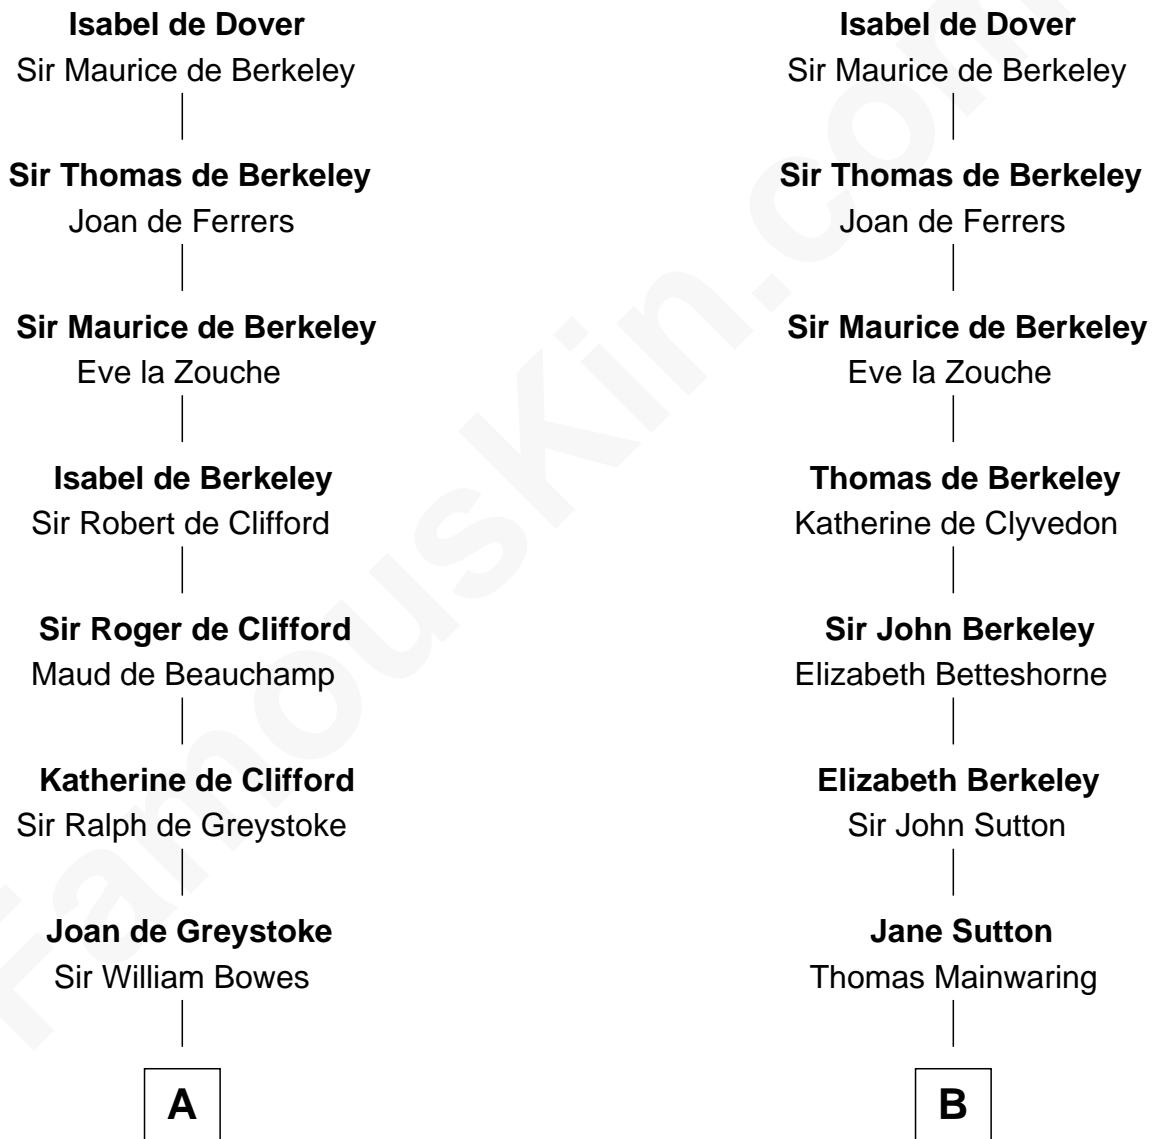 Isabel de Dover
Sir Maurice de Berkeley
Sir Thomas de Berkeley
Joan de Ferrers
Sir Maurice de Berkeley
Eve la Zouche
Isabel de Berkeley
Sir Robert de Clifford
Sir Roger de Clifford
Maud de Beauchamp
Katherine de Clifford
Sir Ralph de Greystoke
Joan de Greystoke
Sir William Bowes
A
Isabel de Dover
Sir Maurice de Berkeley
Sir Thomas de Berkeley
Joan de Ferrers
Sir Maurice de Berkeley
Eve la Zouche
Thomas de Berkeley
Katherine de Clyvedon
Sir John Berkeley
Elizabeth Betteshorne
Elizabeth Berkeley
Sir John Sutton
Jane Sutton
Thomas Mainwaring
B
FamousKin.com